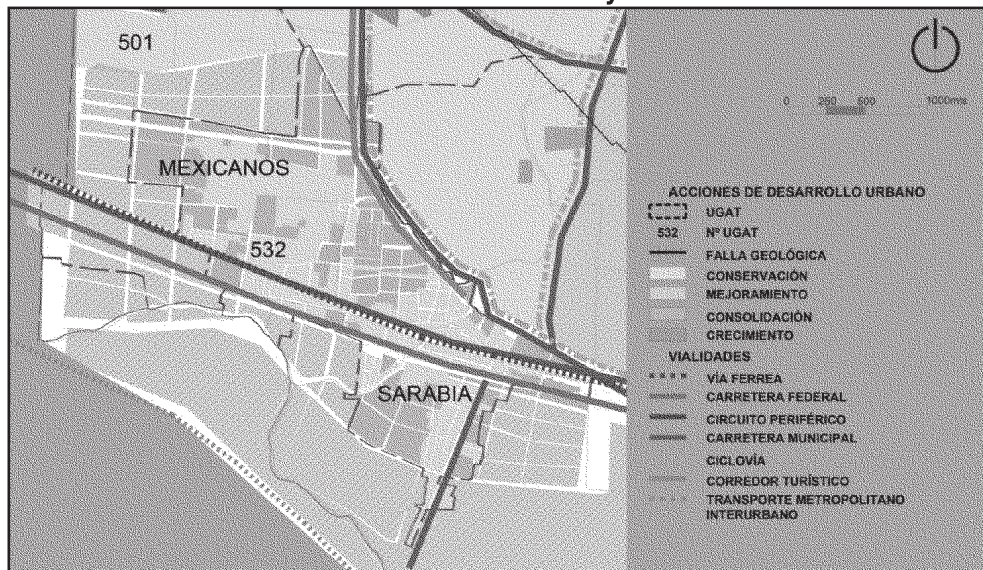 501
MEXICANOS
532
SARABIA
0 250 500 1000mts
ACCIONES DE DESARROLLO URBANO
UGAT
532 Nº UGAT
FALLA GEOLÓGICA
CONSERVACIÓN
MEJORAMIENTO
CONSOLIDACIÓN
CRECIMIENTO
VIALIDADES
VÍA FERREA
CARRETERA FEDERAL
CIRCUITO PERIFÉRICO
CARRETERA MUNICIPAL
CICLOVÍA
CORREDOR TURÍSTICO
TRANSPORTE METROPOLITANO
INTERURBANO